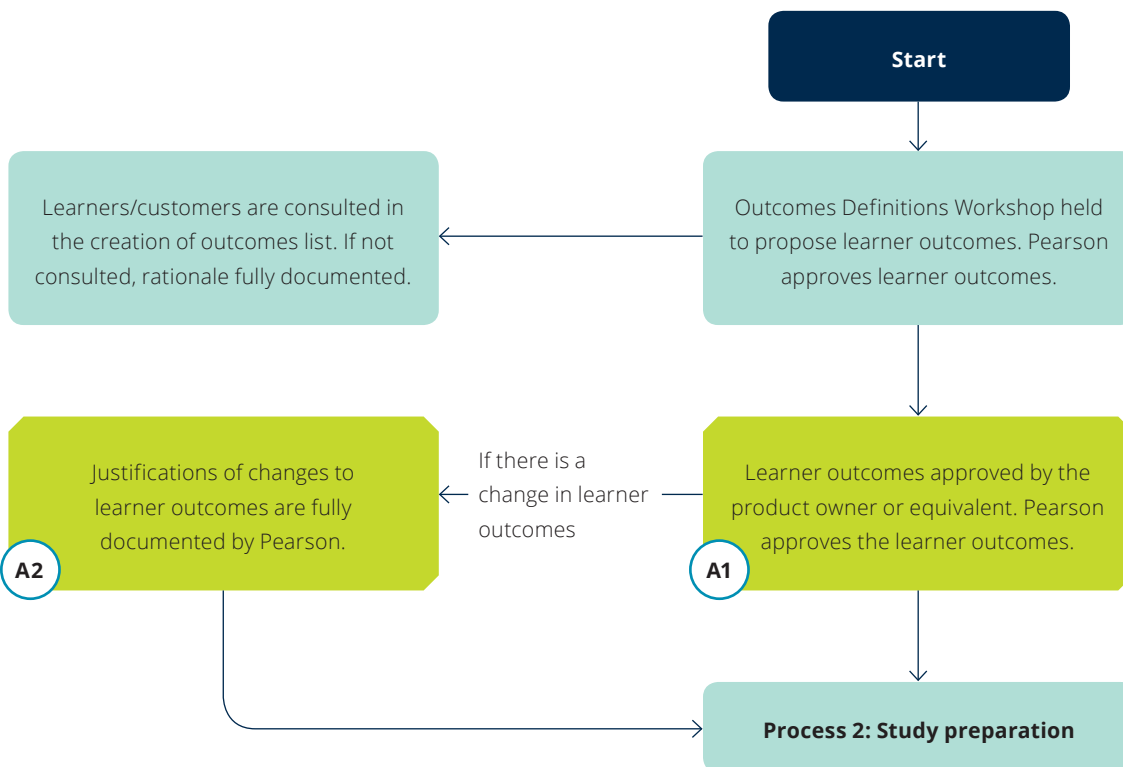 Start
Learners/customers are consulted in
the creation of outcomes list. If not
consulted, rationale fully documented.
Outcomes Definitions Workshop held
to propose learner outcomes. Pearson
approves learner outcomes.
Justifications of changes to
learner outcomes are fully
documented by Pearson.
A2
If there is a
change in learner
outcomes
Learner outcomes approved by the
product owner or equivalent. Pearson
approves the learner outcomes.
A1
Process 2: Study preparation